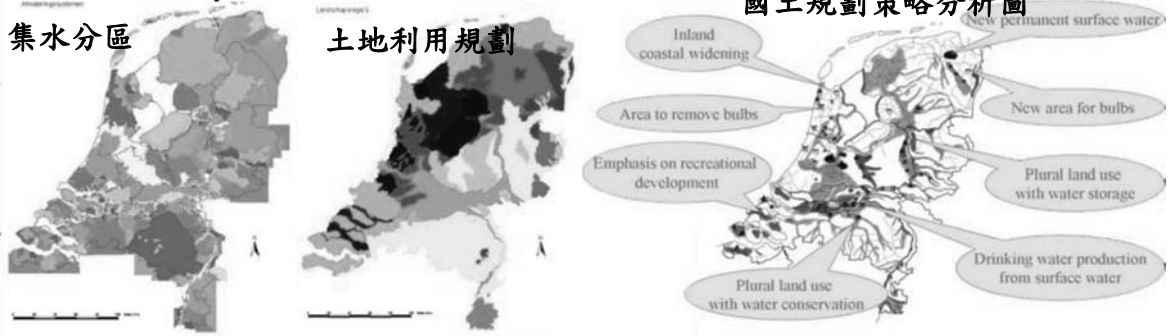 Afwateringssystemen
集水分區
土地利用規劃
國土規劃策略分析圖
New permanent surface water
Inland
coastal widening
Area to remove bulbs
New area for bulbs
Emphasis on recreational
development
Plural land use
with water storage
Drinking water production
from surface water
Plural land use
with water conservation